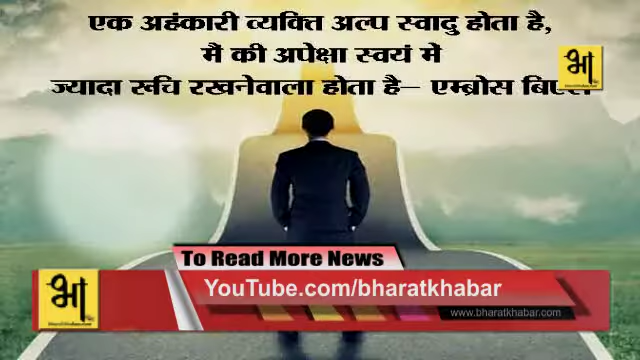 एक अहंकारी व्यक्ति अल्प स्वादु होता है,
मैं की अपेक्षा स्वयं में
ज्यादा रुचि रखनेवाला होता है– एम्ब्रोस
भा
To Read More News
भा
YouTube.com/bharatkhabar
www.bharatkhabar.com